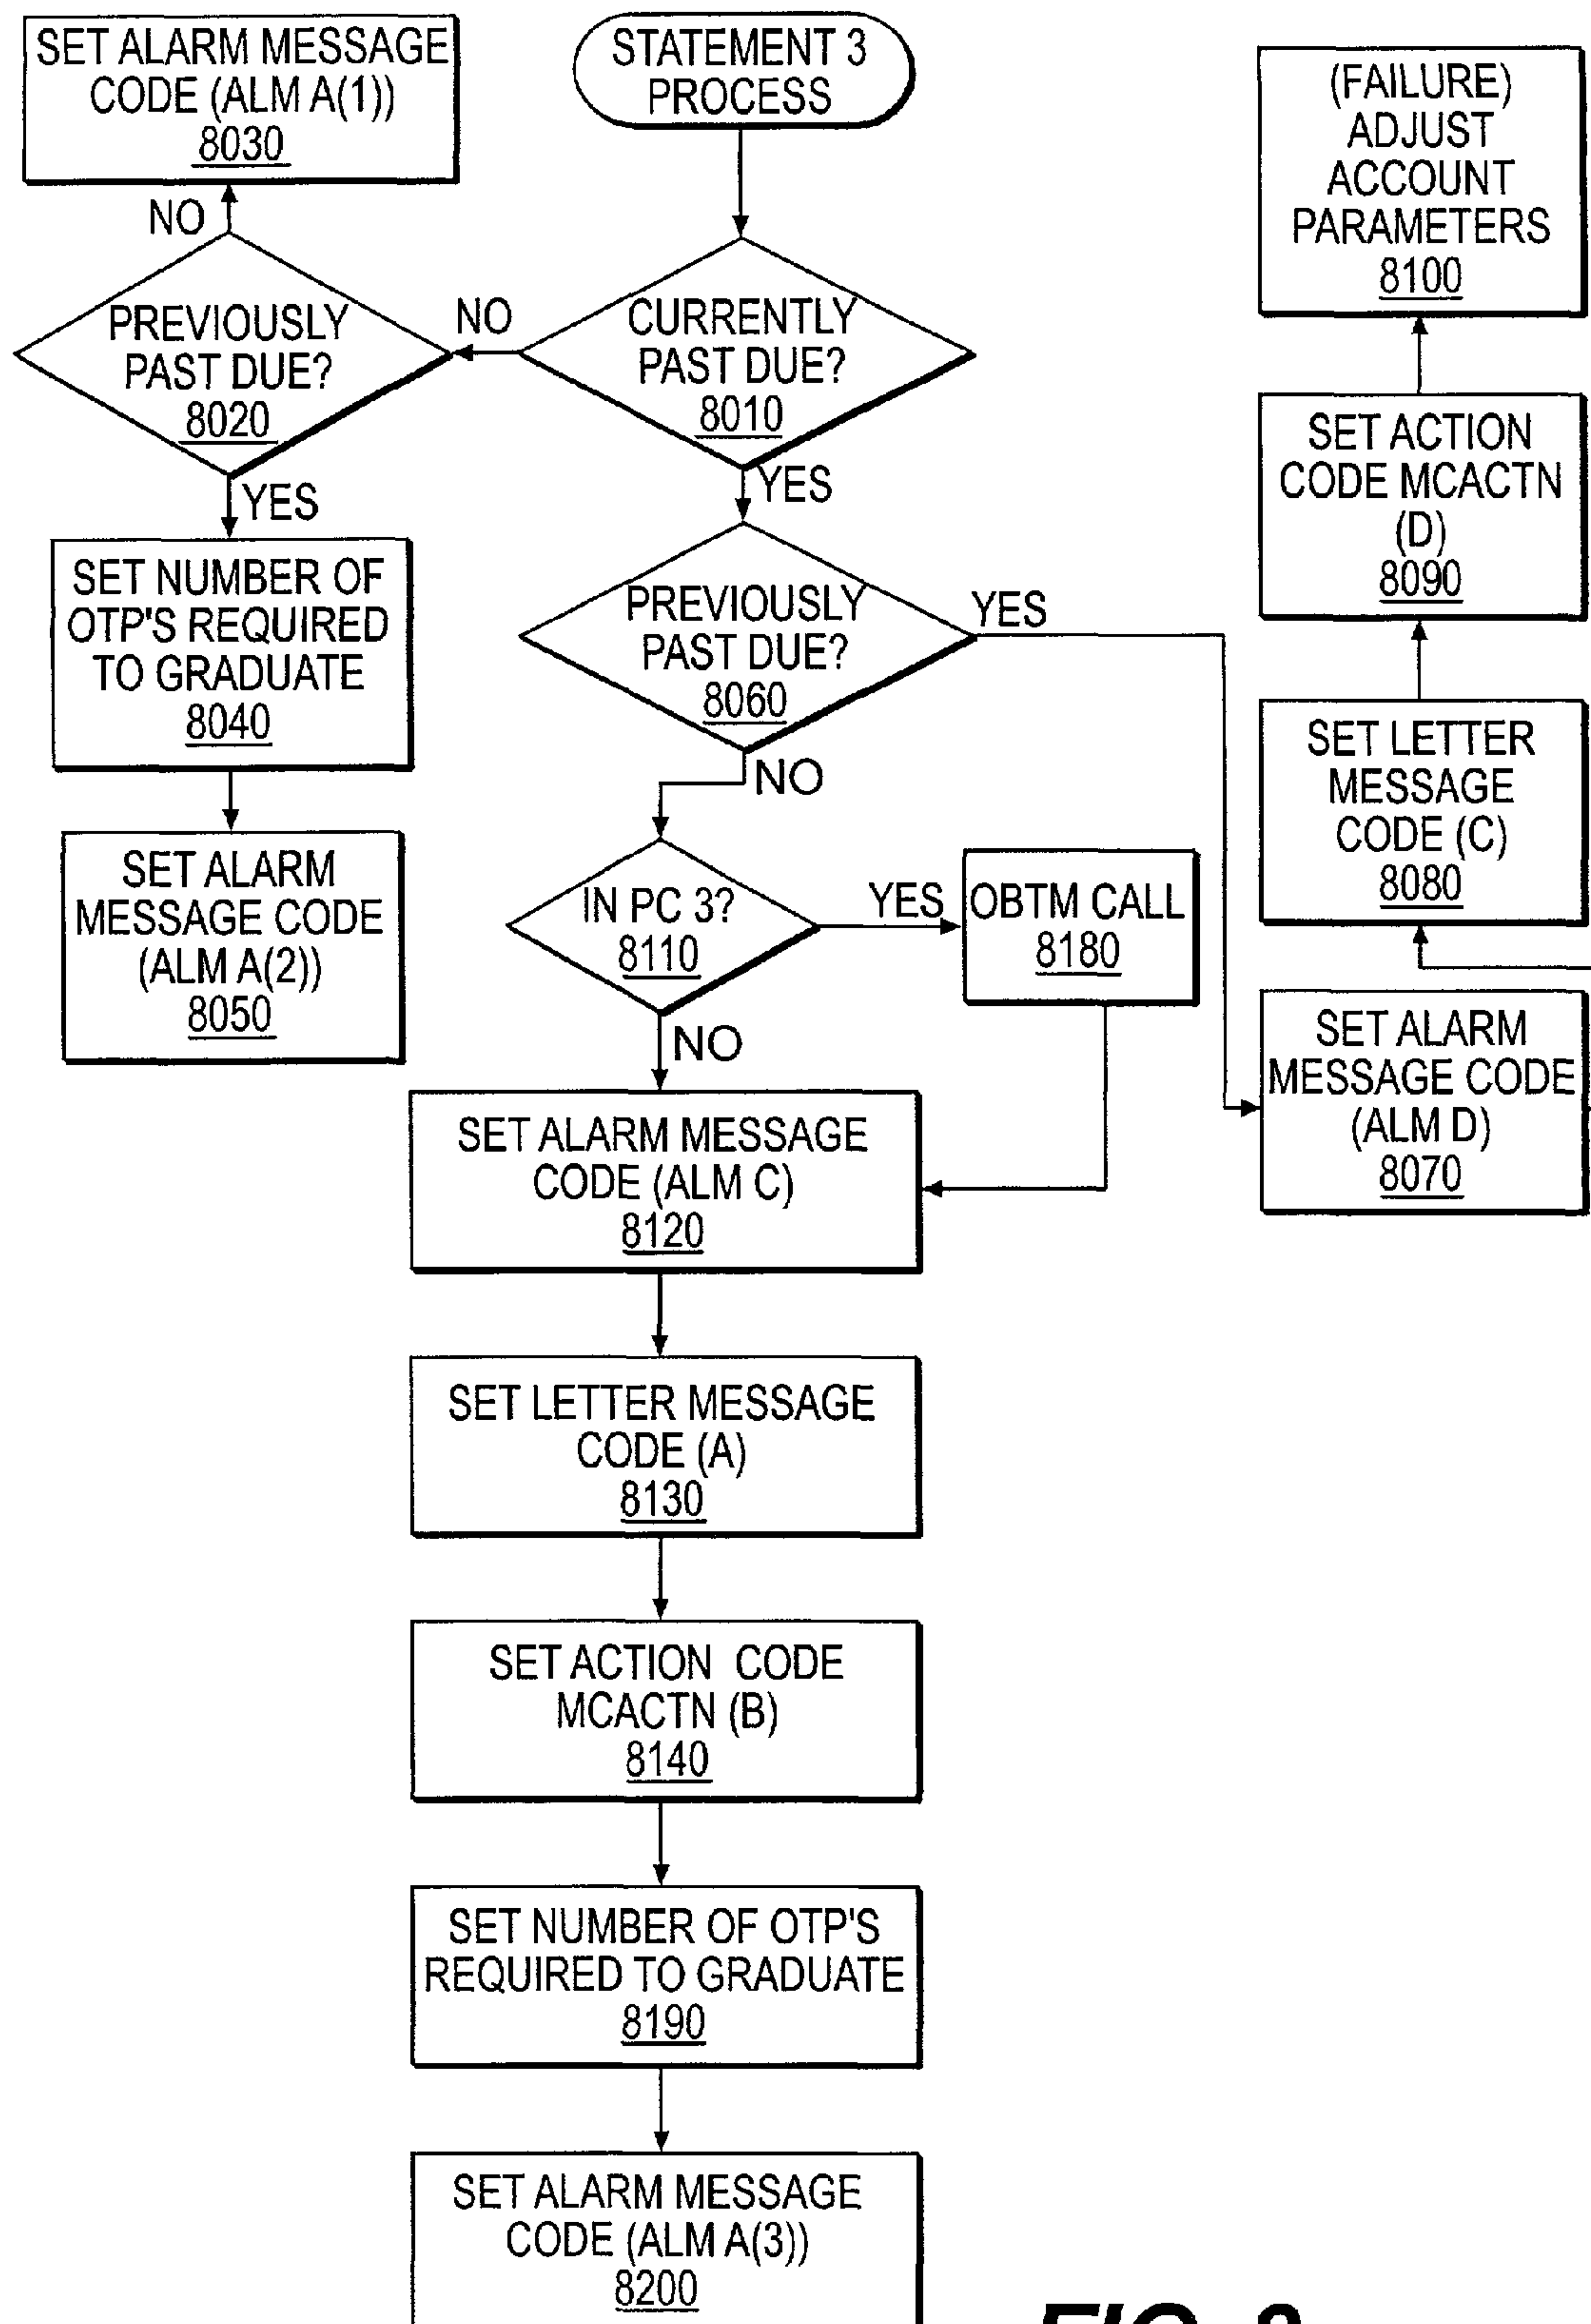 SET ALARM MESSAGE
CODE (ALM A(1))
8030
STATEMENT 3
PROCESS
(FAILURE)
ADJUST
ACCOUNT
PARAMETERS
8100
NO
PREVIOUSLY
PAST DUE?
8020
NO
CURRENTLY
PAST DUE?
8010
YES
YES
SET ACTION
CODE MCACTN
(D)
8090
SET NUMBER OF
OTP'S REQUIRED
TO GRADUATE
8040
PREVIOUSLY
PAST DUE?
8060
YES
NO
SET LETTER
MESSAGE
CODE (C)
8080
SET ALARM
MESSAGE CODE
(ALM A(2))
8050
IN PC 3?
8110
YES
OBTM CALL
8180
NO
SET ALARM
MESSAGE CODE
(ALM D)
8070
SET ALARM MESSAGE
CODE (ALM C)
8120
SET LETTER MESSAGE
CODE (A)
8130
SET ACTION CODE
MCACTN (B)
8140
SET NUMBER OF OTP'S
REQUIRED TO GRADUATE
8190
SET ALARM MESSAGE
CODE (ALM A(3))
8200